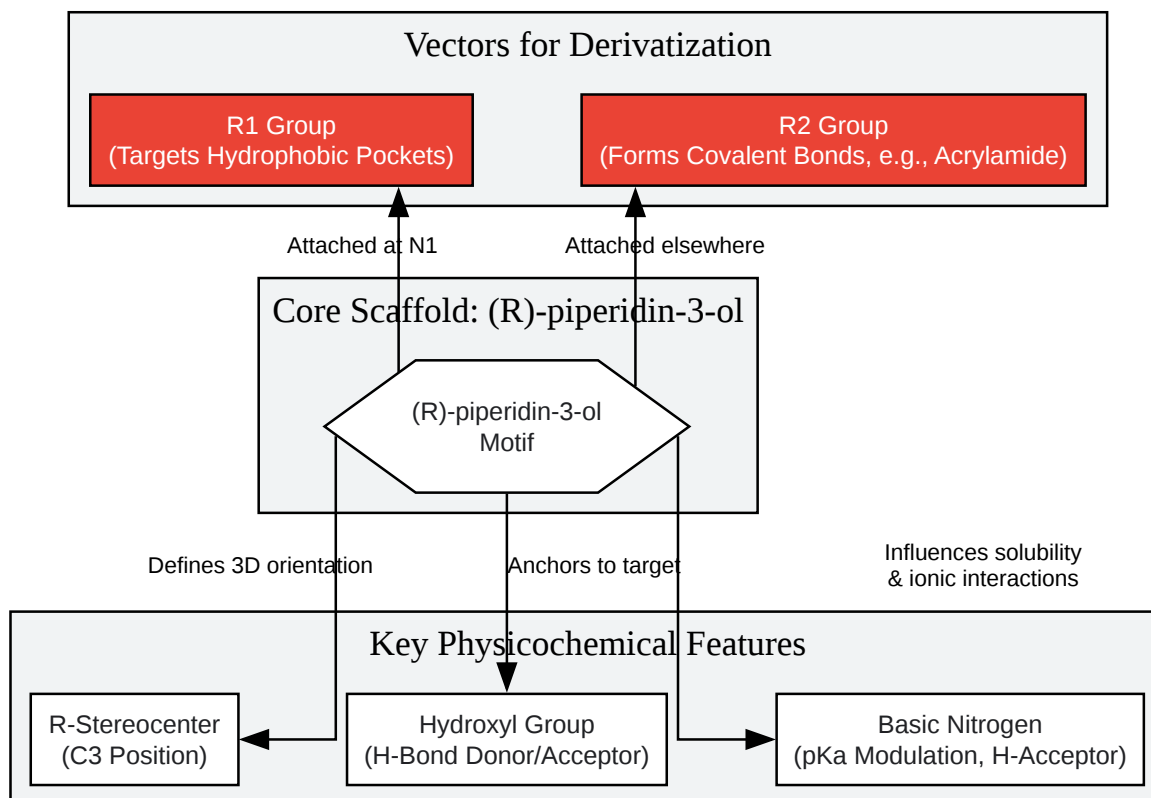 Vectors for Derivatization
R1 Group
(Targets Hydrophobic Pockets)
R2 Group
(Forms Covalent Bonds, e.g., Acrylamide)
Attached at N1
Attached elsewhere
Core Scaffold: (R)-piperidin-3-ol
(R)-piperidin-3-ol
Motif
Defines 3D orientation
Anchors to target
Influences solubility
& ionic interactions
Key Physicochemical Features
R-Stereocenter
(C3 Position)
Hydroxyl Group
(H-Bond Donor/Acceptor)
Basic Nitrogen
(pKa Modulation, H-Acceptor)